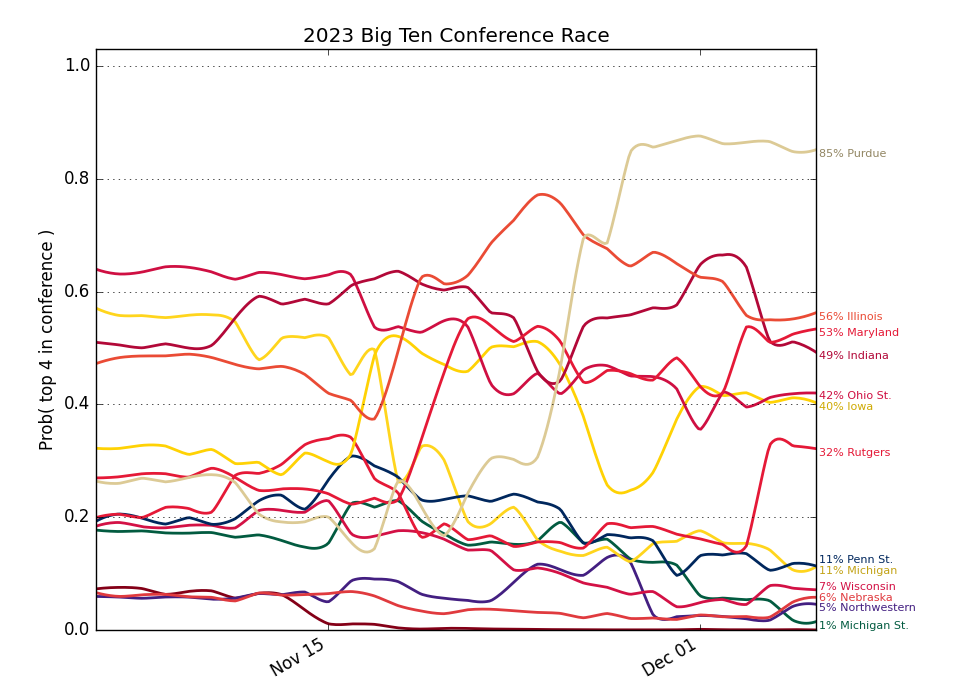 2023 Big Ten Conference Race
Prob( top 4 in conference )
1.0
0.8
0.6
0.4
0.2
0.0
Nov 15
Dec 01
85% Purdue
56% Illinois
53% Maryland
49% Indiana
42% Ohio St.
40% Iowa
32% Rutgers
11% Penn St.
11% Michigan
7% Wisconsin
6% Nebraska
5% Northwestern
1% Michigan St.